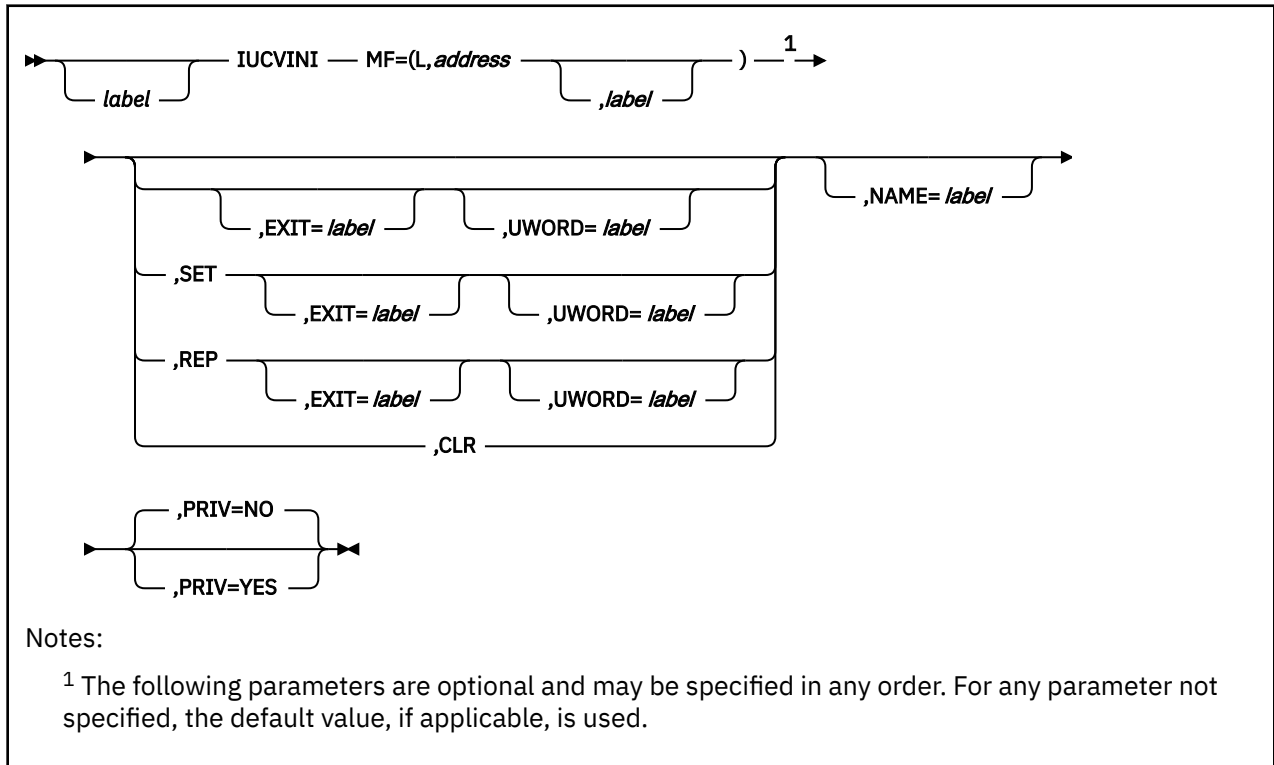 1
IUCVINI MF=(L,address )
label ,label
,EXIT= label ,UWORD= label ,NAME= label
,SET
,EXIT= label ,UWORD= label
,REP
,EXIT= label ,UWORD= label
,CLR
,PRIV=NO
,PRIV=YES
Notes:
1 The following parameters are optional and may be specified in any order. For any parameter not
specified, the default value, if applicable, is used.